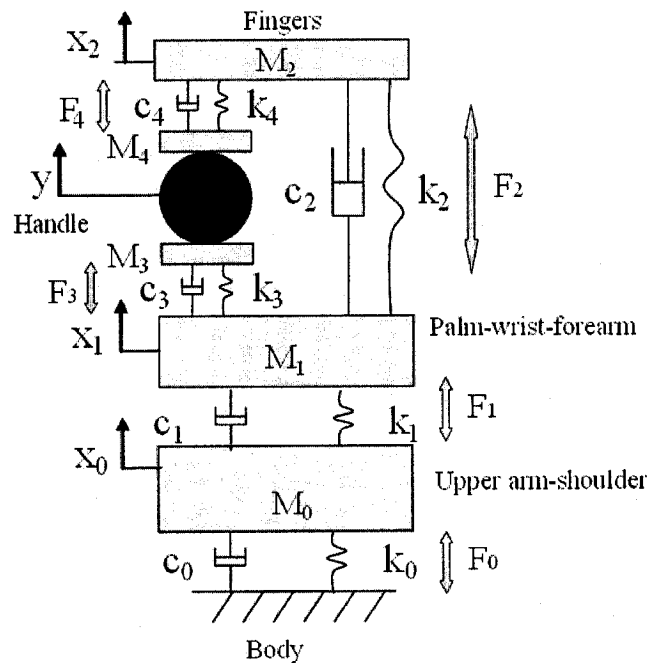 Fingers
x2
M2
F4
c4
k4
M4
y
c2
k2
F2
Handle
M3
F3
c3
k3
x1
M1
Palm-wrist-forearm
c1
k1
F1
x0
M0
Upper arm-shoulder
c0
k0
F0
Body